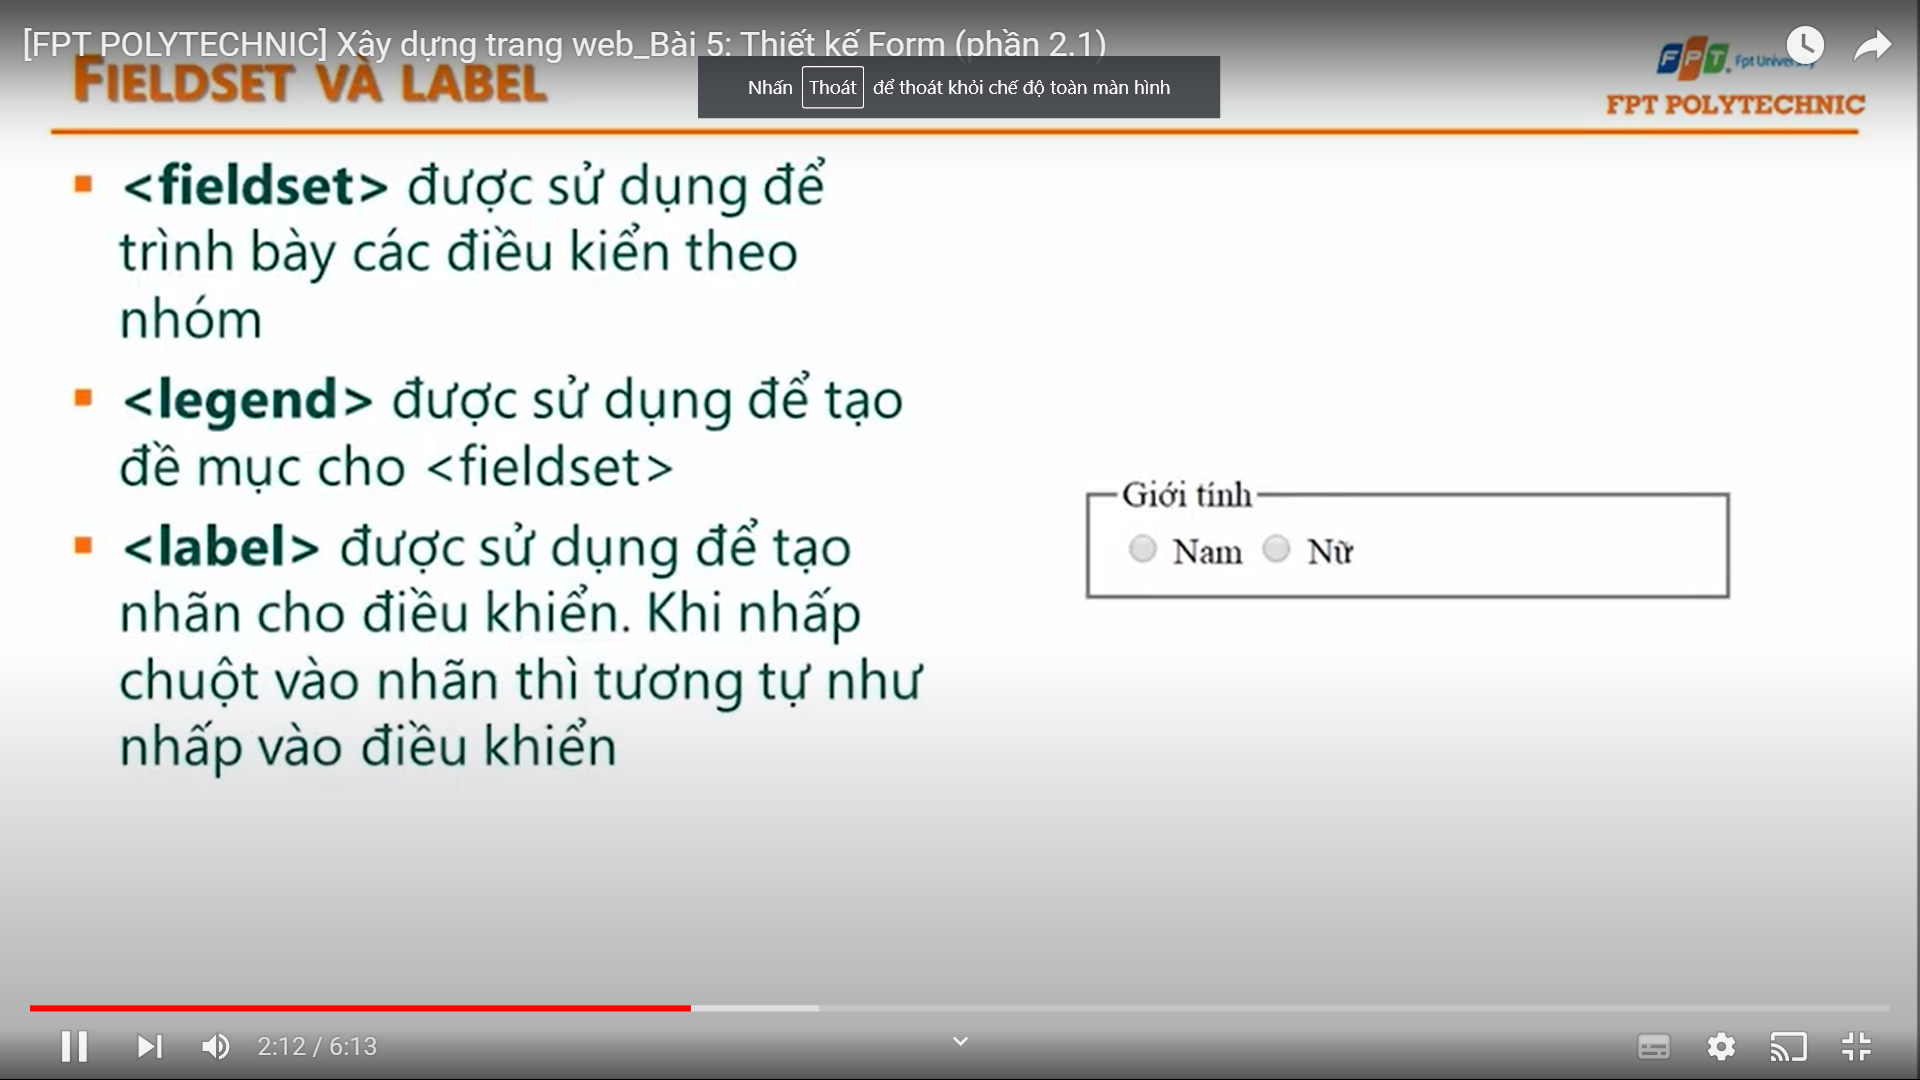 [FPT POLYTECHNIC] Xây dựng trang web_Bài 5: Thiết kế Form (phần 2.1)
FIELDSET VÀ LABEL
Nhấn Thoát để thoát khỏi chế độ toàn màn hình
FPT. Fpt University
FPT POLYTECHNIC
<fieldset> được sử dụng để
trình bày các điều kiển theo
nhóm
<legend> được sử dụng để tạo
đề mục cho <fieldset>
<label> được sử dụng để tạo
nhãn cho điều khiển. Khi nhấp
chuột vào nhãn thì tương tự như
nhấp vào điều khiển
Giới tính
Nam Nữ
2:12 / 6:13